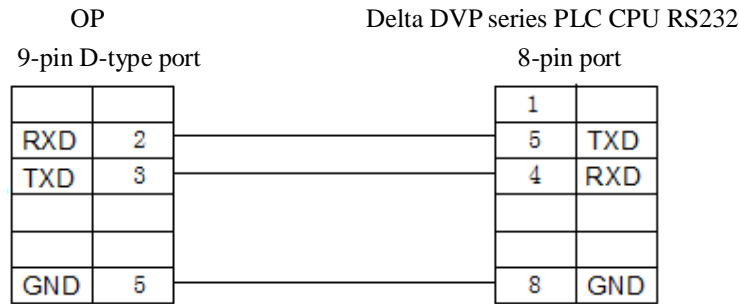 OP Delta DVP series PLC CPU RS232
9-pin D-type port 8-pin port
1
RXD 2 5 TXD
TXD 3 4 RXD
GND 5 8 GND